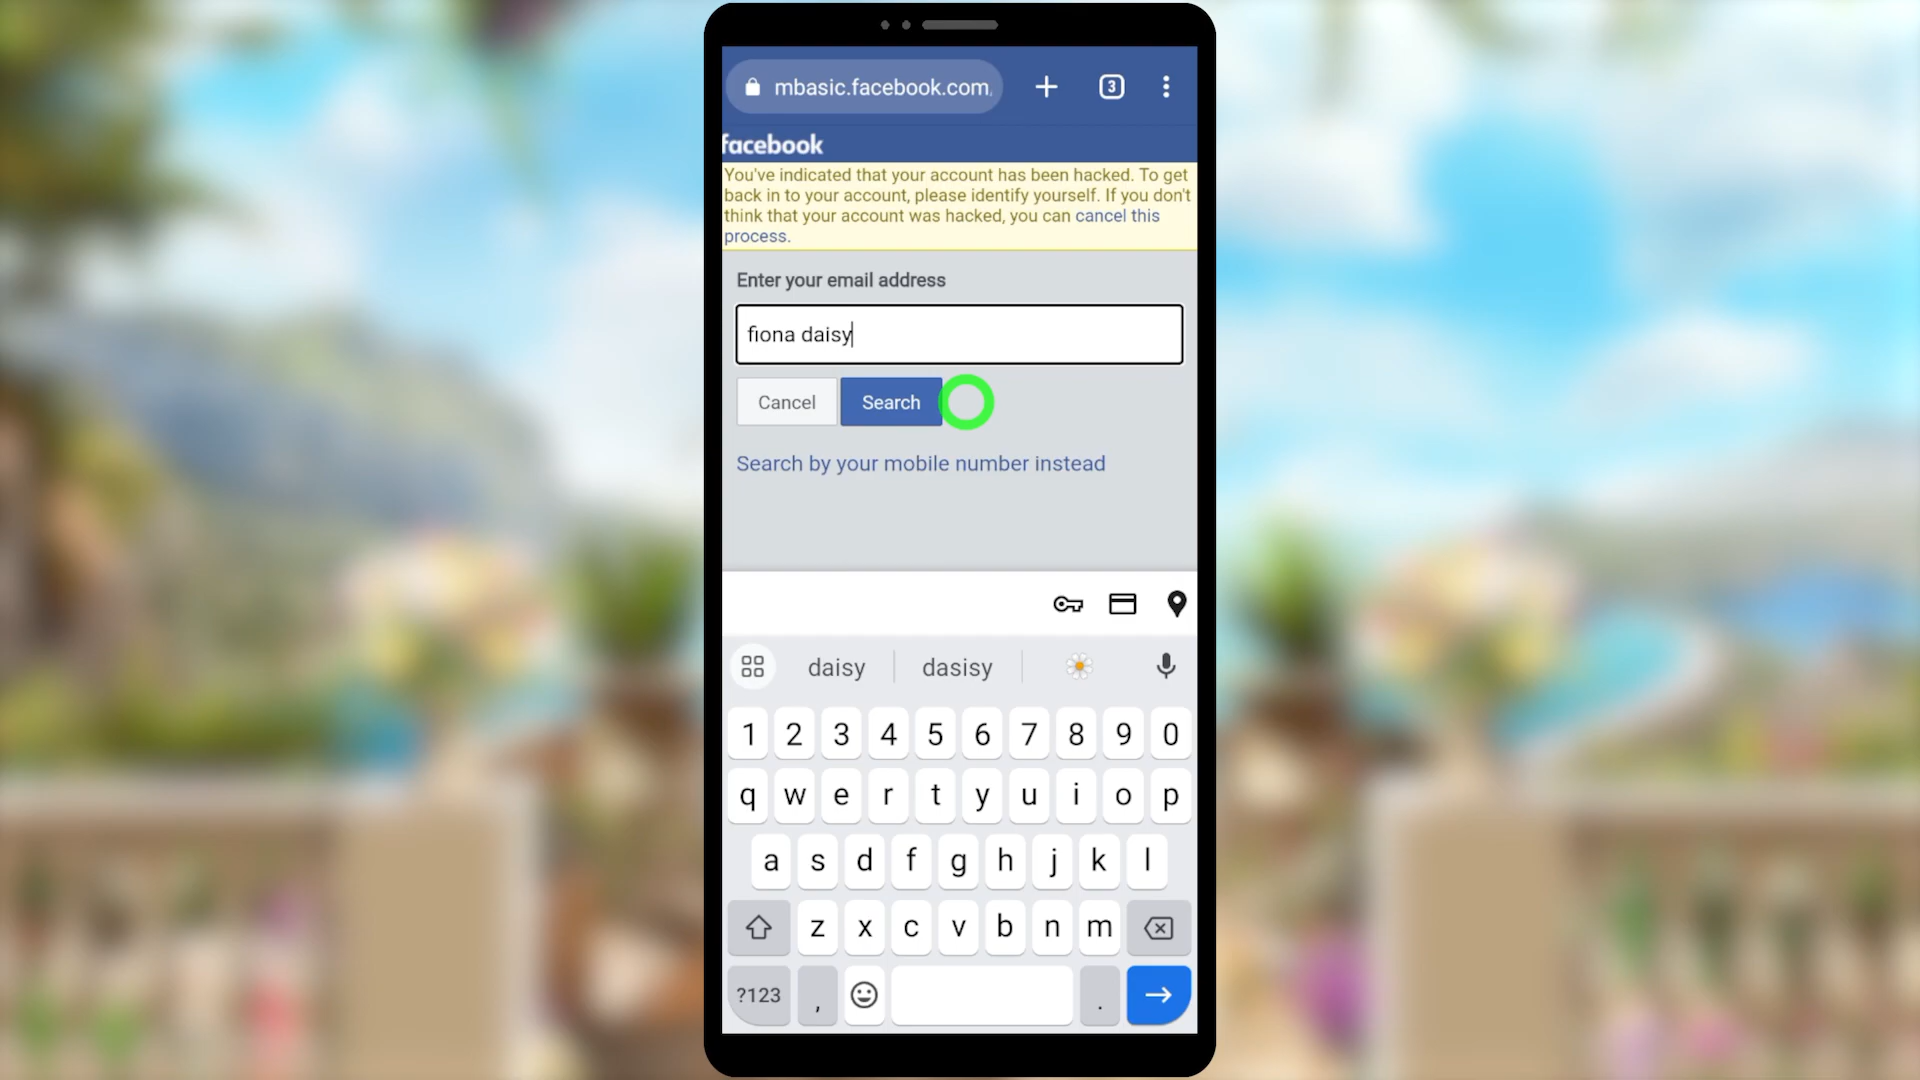 mbasic.facebook.com
3
facebook
You've indicated that your account has been hacked. To get
back in to your account, please identify yourself. If you don't
think that your account was hacked, you can cancel this
process.
Enter your email address
fiona daisy
Cancel Search
Search by your mobile number instead
daisy dasisy
1 2 3 4 5 6 7 8 9 0
q w e r t y u i o p
a s d f g h j k l
z x c v b n m
?123 , .